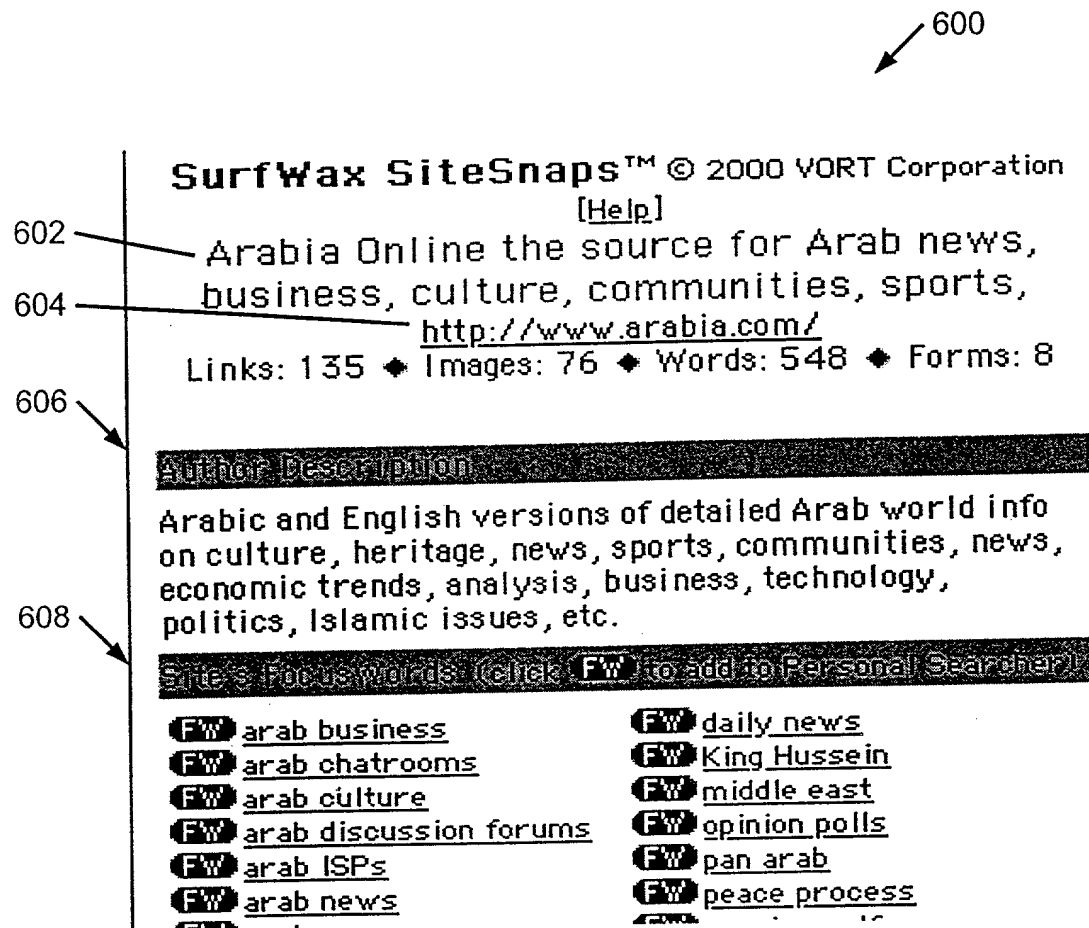 600
SurfWax SiteSnaps™ © 2000 VORT Corporation
[Help]
602
Arabia Online the source for Arab news,
business, culture, communities, sports,
604
http://www.arabia.com/
Links: 135 ◆ Images: 76 ◆ Words: 548 ◆ Forms: 8
606
Author Description
Arabic and English versions of detailed Arab world info
on culture, heritage, news, sports, communities, news,
economic trends, analysis, business, technology,
politics, Islamic issues, etc.
608
Site's Focuswords: (click FW to add to Personal Searcher)
FW arab business
FW arab chatrooms
FW arab culture
FW arab discussion forums
FW arab ISPs
FW arab news
FW daily news
FW King Hussein
FW middle east
FW opinion polls
FW pan arab
FW peace process